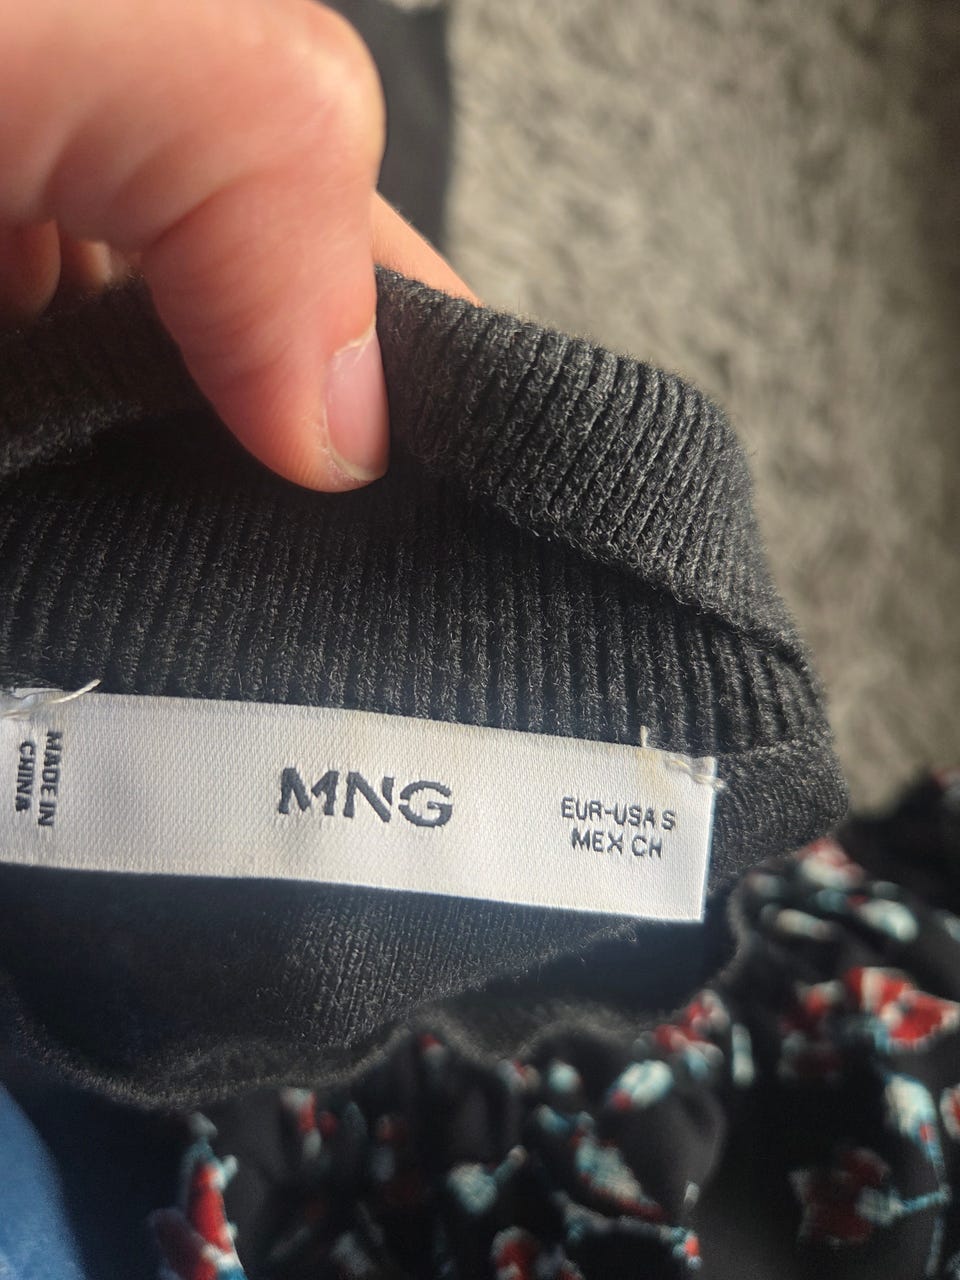 MADE IN
CHINA
MNG
EUR-USA S
MEX CH